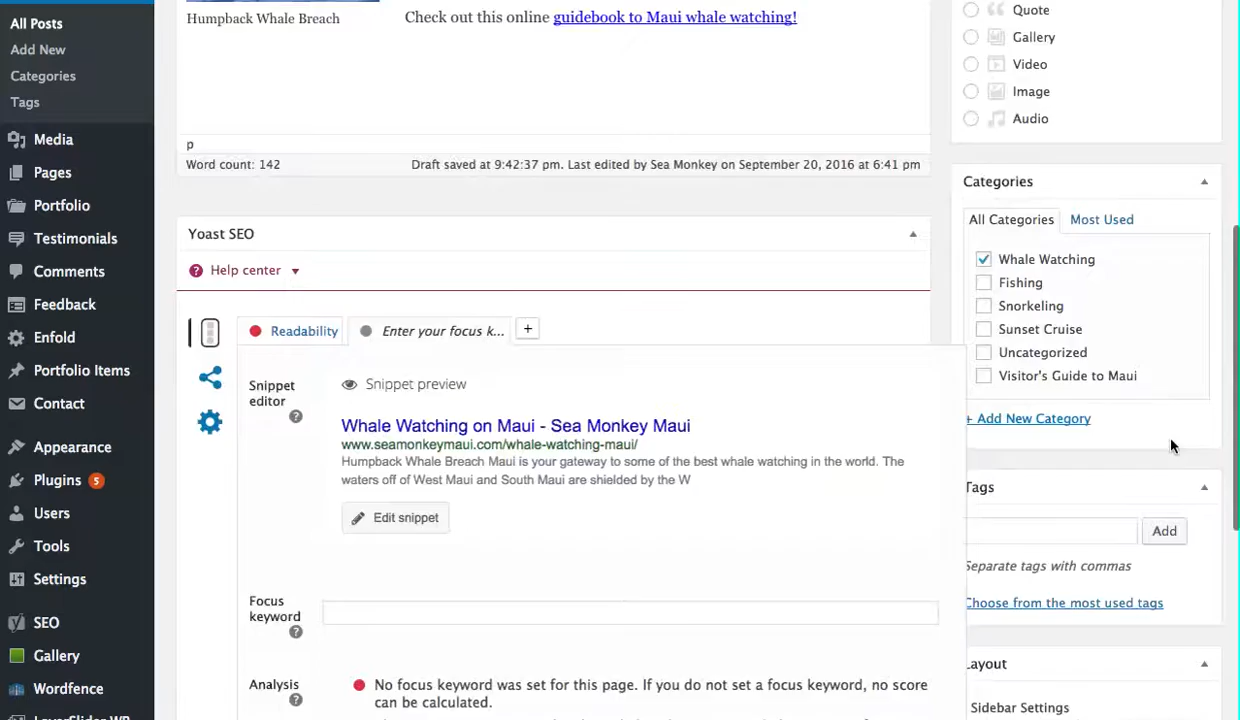 All Posts
Add New
Categories
Tags
Media
Pages
Portfolio
Testimonials
Comments
Feedback
Enfold
Portfolio Items
Contact
Appearance
Plugins 5
Users
Tools
Settings
SEO
Gallery
Wordfence
LayerSlider WP
Humpback Whale Breach
Check out this online guidebook to Maui whale watching!
p
Word count: 142
Draft saved at 9:42:37 pm. Last edited by Sea Monkey on September 20, 2016 at 6:41 pm
Yoast SEO
Help center
Readability
Enter your focus k...
+
Snippet
editor
Snippet preview
Whale Watching on Maui - Sea Monkey Maui
www.seamonkeymaui.com/whale-watching-maui/
Humpback Whale Breach Maui is your gateway to some of the best whale watching in the world. The
waters off of West Maui and South Maui are shielded by the W
Edit snippet
Focus
keyword
Analysis
No focus keyword was set for this page. If you do not set a focus keyword, no score
can be calculated.
Quote
Gallery
Video
Image
Audio
Categories
All Categories
Most Used
Whale Watching
Fishing
Snorkeling
Sunset Cruise
Uncategorized
Visitor's Guide to Maui
+ Add New Category
Tags
Add
Separate tags with commas
Choose from the most used tags
Layout
Sidebar Settings